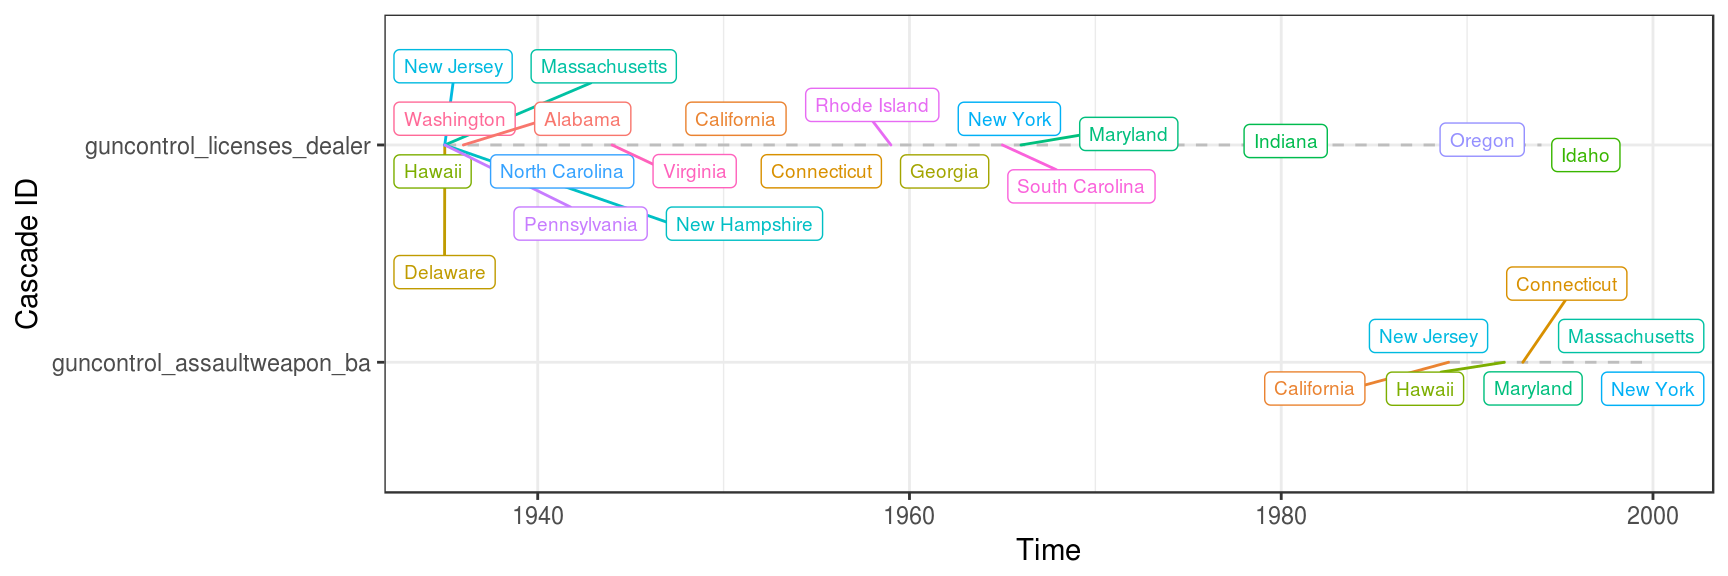 New Jersey
Massachusetts
Washington
Alabama
California
Rhode Island
New York
Maryland
Indiana
Oregon
Idaho
guncontrol_licenses_dealer
Hawaii
North Carolina
Virginia
Connecticut
Georgia
South Carolina
Pennsylvania
New Hampshire
Delaware
Cascade ID
Connecticut
New Jersey
Massachusetts
guncontrol_assaultweapon_ba
California
Hawaii
Maryland
New York
1940
1960
1980
2000
Time